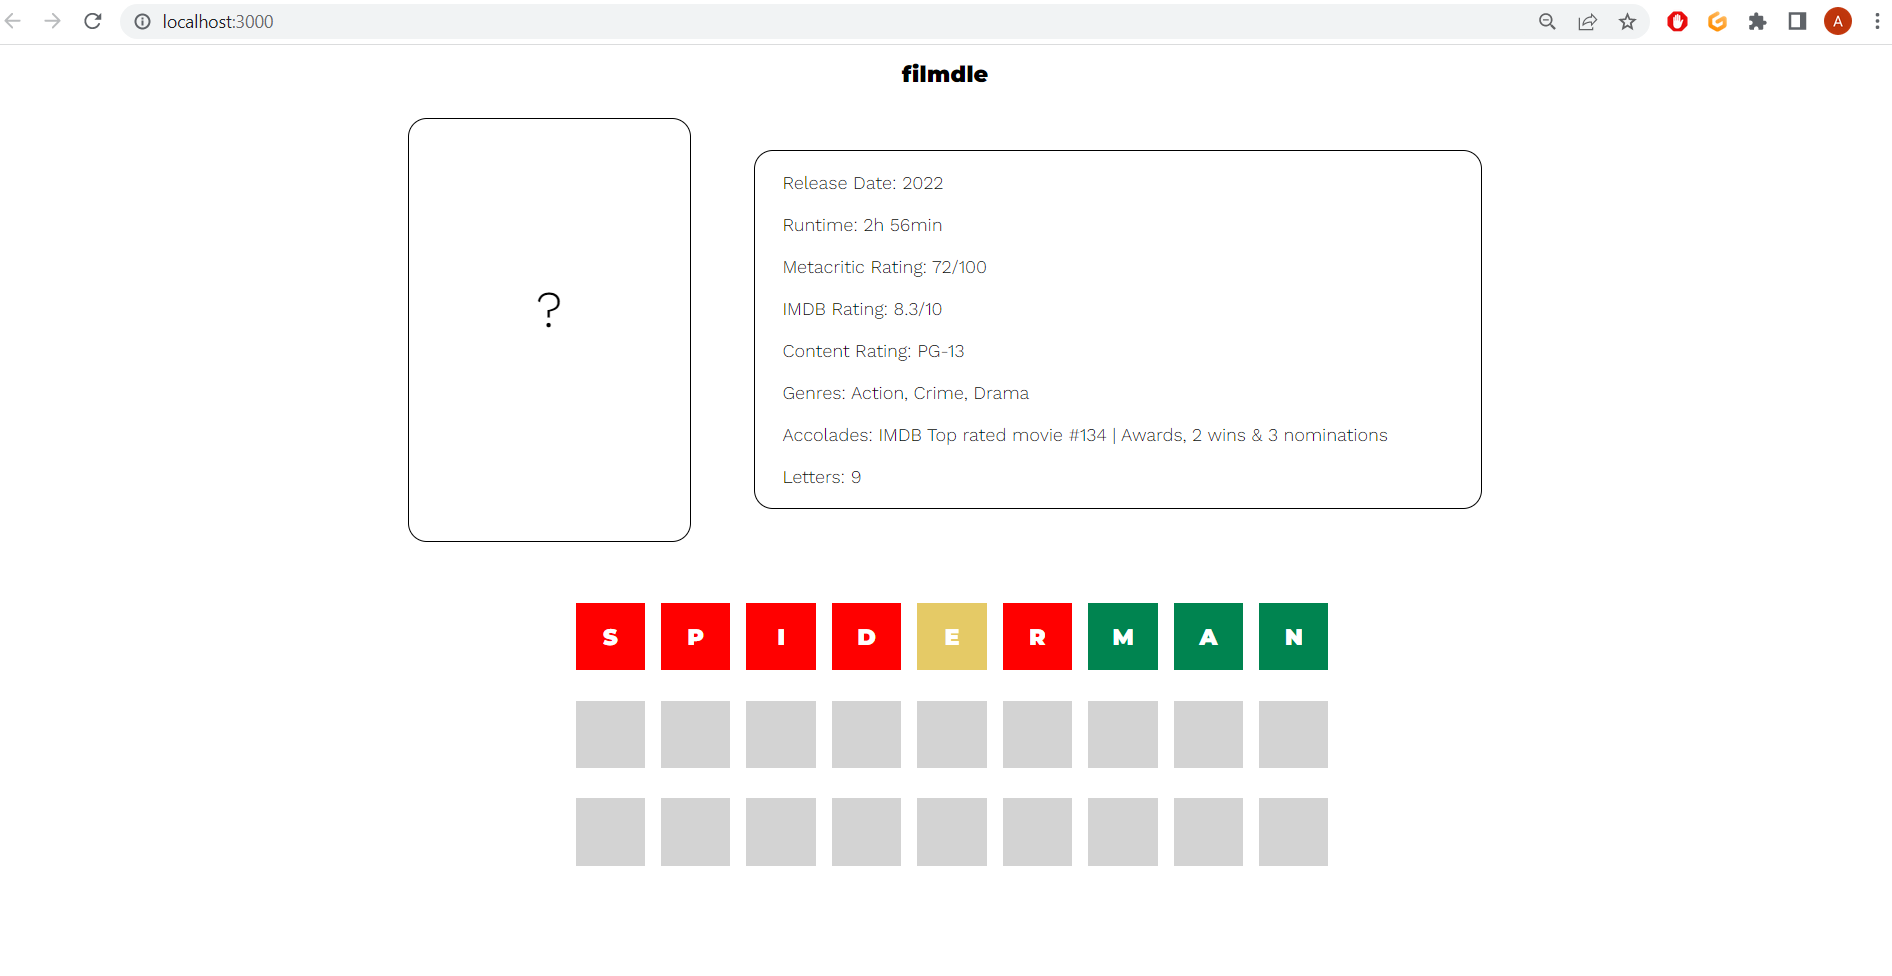 localhost:3000
A
filmdle
?
Release Date: 2022
Runtime: 2h 56min
Metacritic Rating: 72/100
IMDB Rating: 8.3/10
Content Rating: PG-13
Genres: Action, Crime, Drama
Accolades: IMDB Top rated movie #134 | Awards, 2 wins & 3 nominations
Letters: 9
S P I D E R M A N